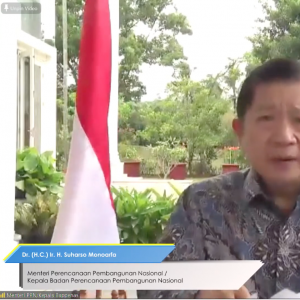 Dr. (H.C.) Ir. H. Suharso Monoarfa
Menteri Perencanaan Pembangunan Nasional /
Kepala Badan Perencanaan Pembangunan Nasional